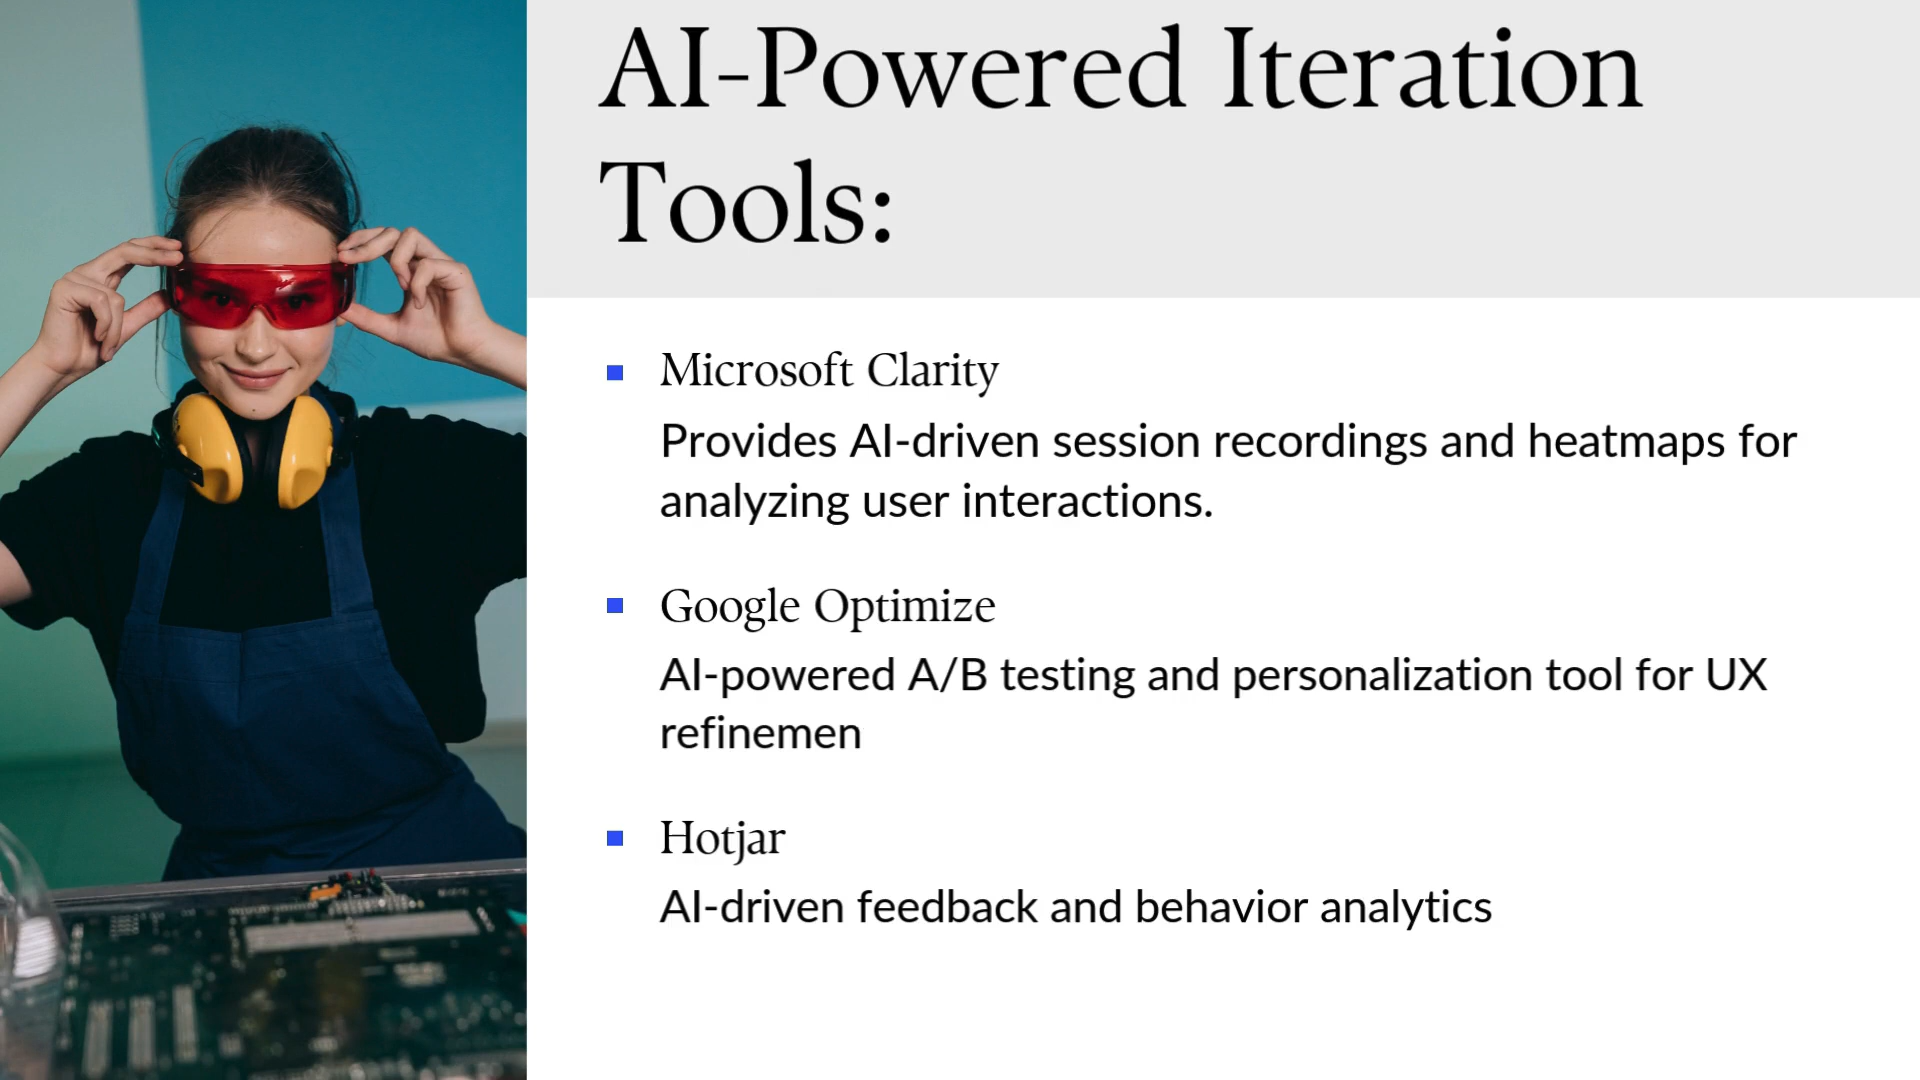 AI-Powered Iteration
Tools:
Microsoft Clarity
Provides AI-driven session recordings and heatmaps for
analyzing user interactions.
Google Optimize
AI-powered A/B testing and personalization tool for UX
refinemen
Hotjar
AI-driven feedback and behavior analytics